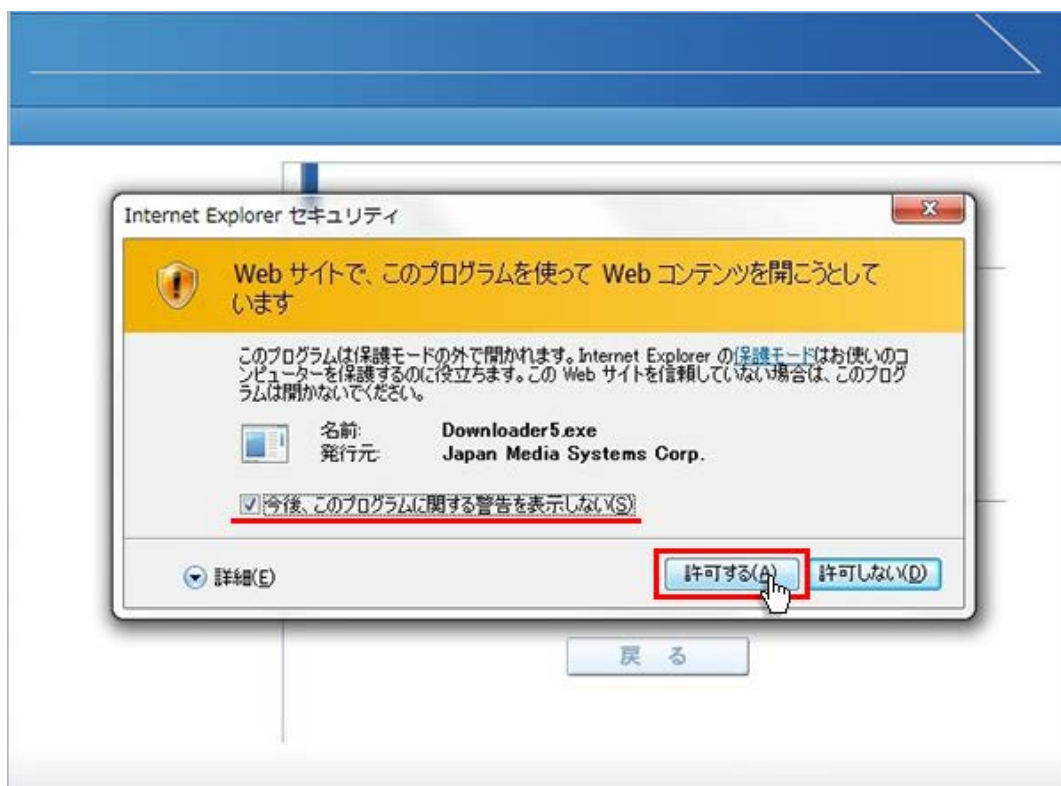 Internet Explorer セキュリティ
Web サイトで、このプログラムを使って Web コンテンツを開こうとして
います
このプログラムは保護モードの外で開かれます。Internet Explorer の保護モードはお使いのコ
ンピューターを保護するのに役立ちます。この Web サイトを信頼していない場合は、このプログ
ラムは開かないでください。
名前: Downloader5.exe
発行元: Japan Media Systems Corp.
今後、このプログラムに関する警告を表示しない(S)
詳細(E) 許可する(A) 許可しない(D)
戻 る